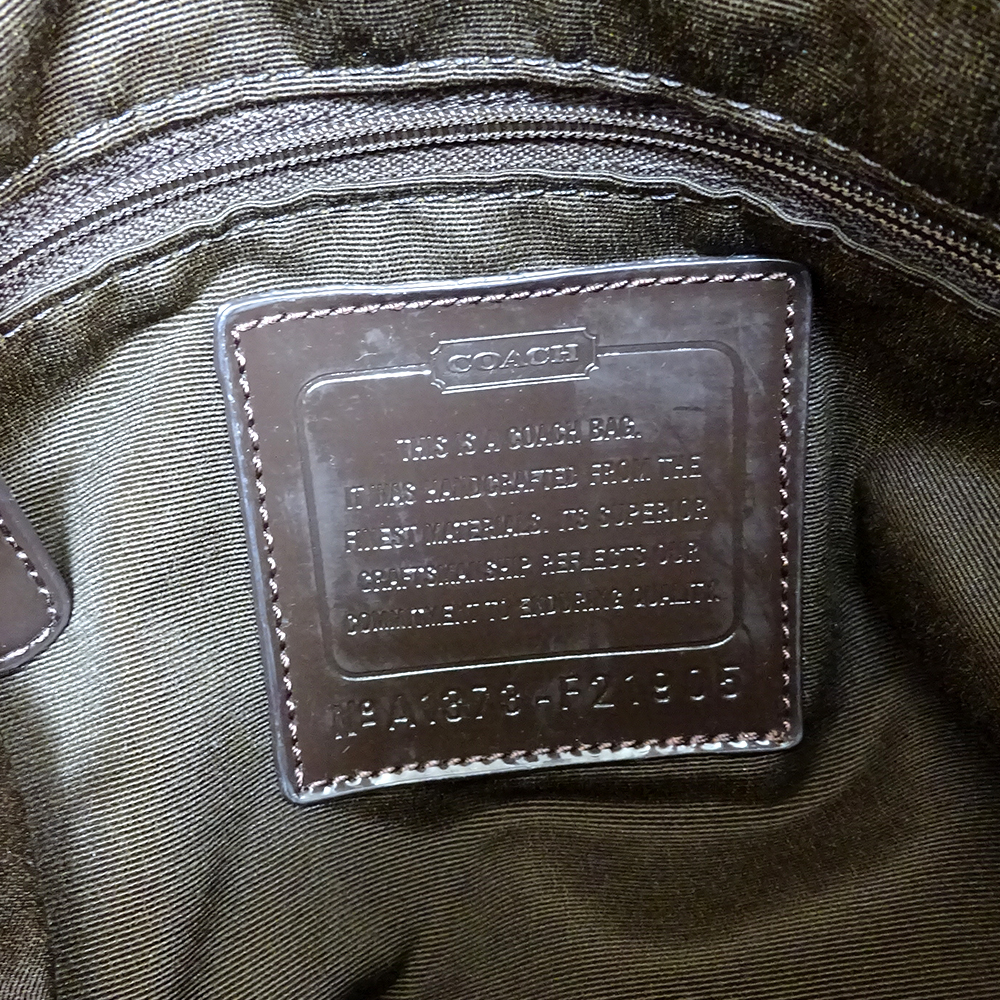 COACH
THIS IS A COACH BAG.
IT WAS HANDCRAFTED FROM THE
FINEST MATERIALS. ITS SUPERIOR
CRAFTSMANSHIP REFLECTS OUR
COMMITMENT TO ENDURING QUALITY.
Nº A1373-F21905